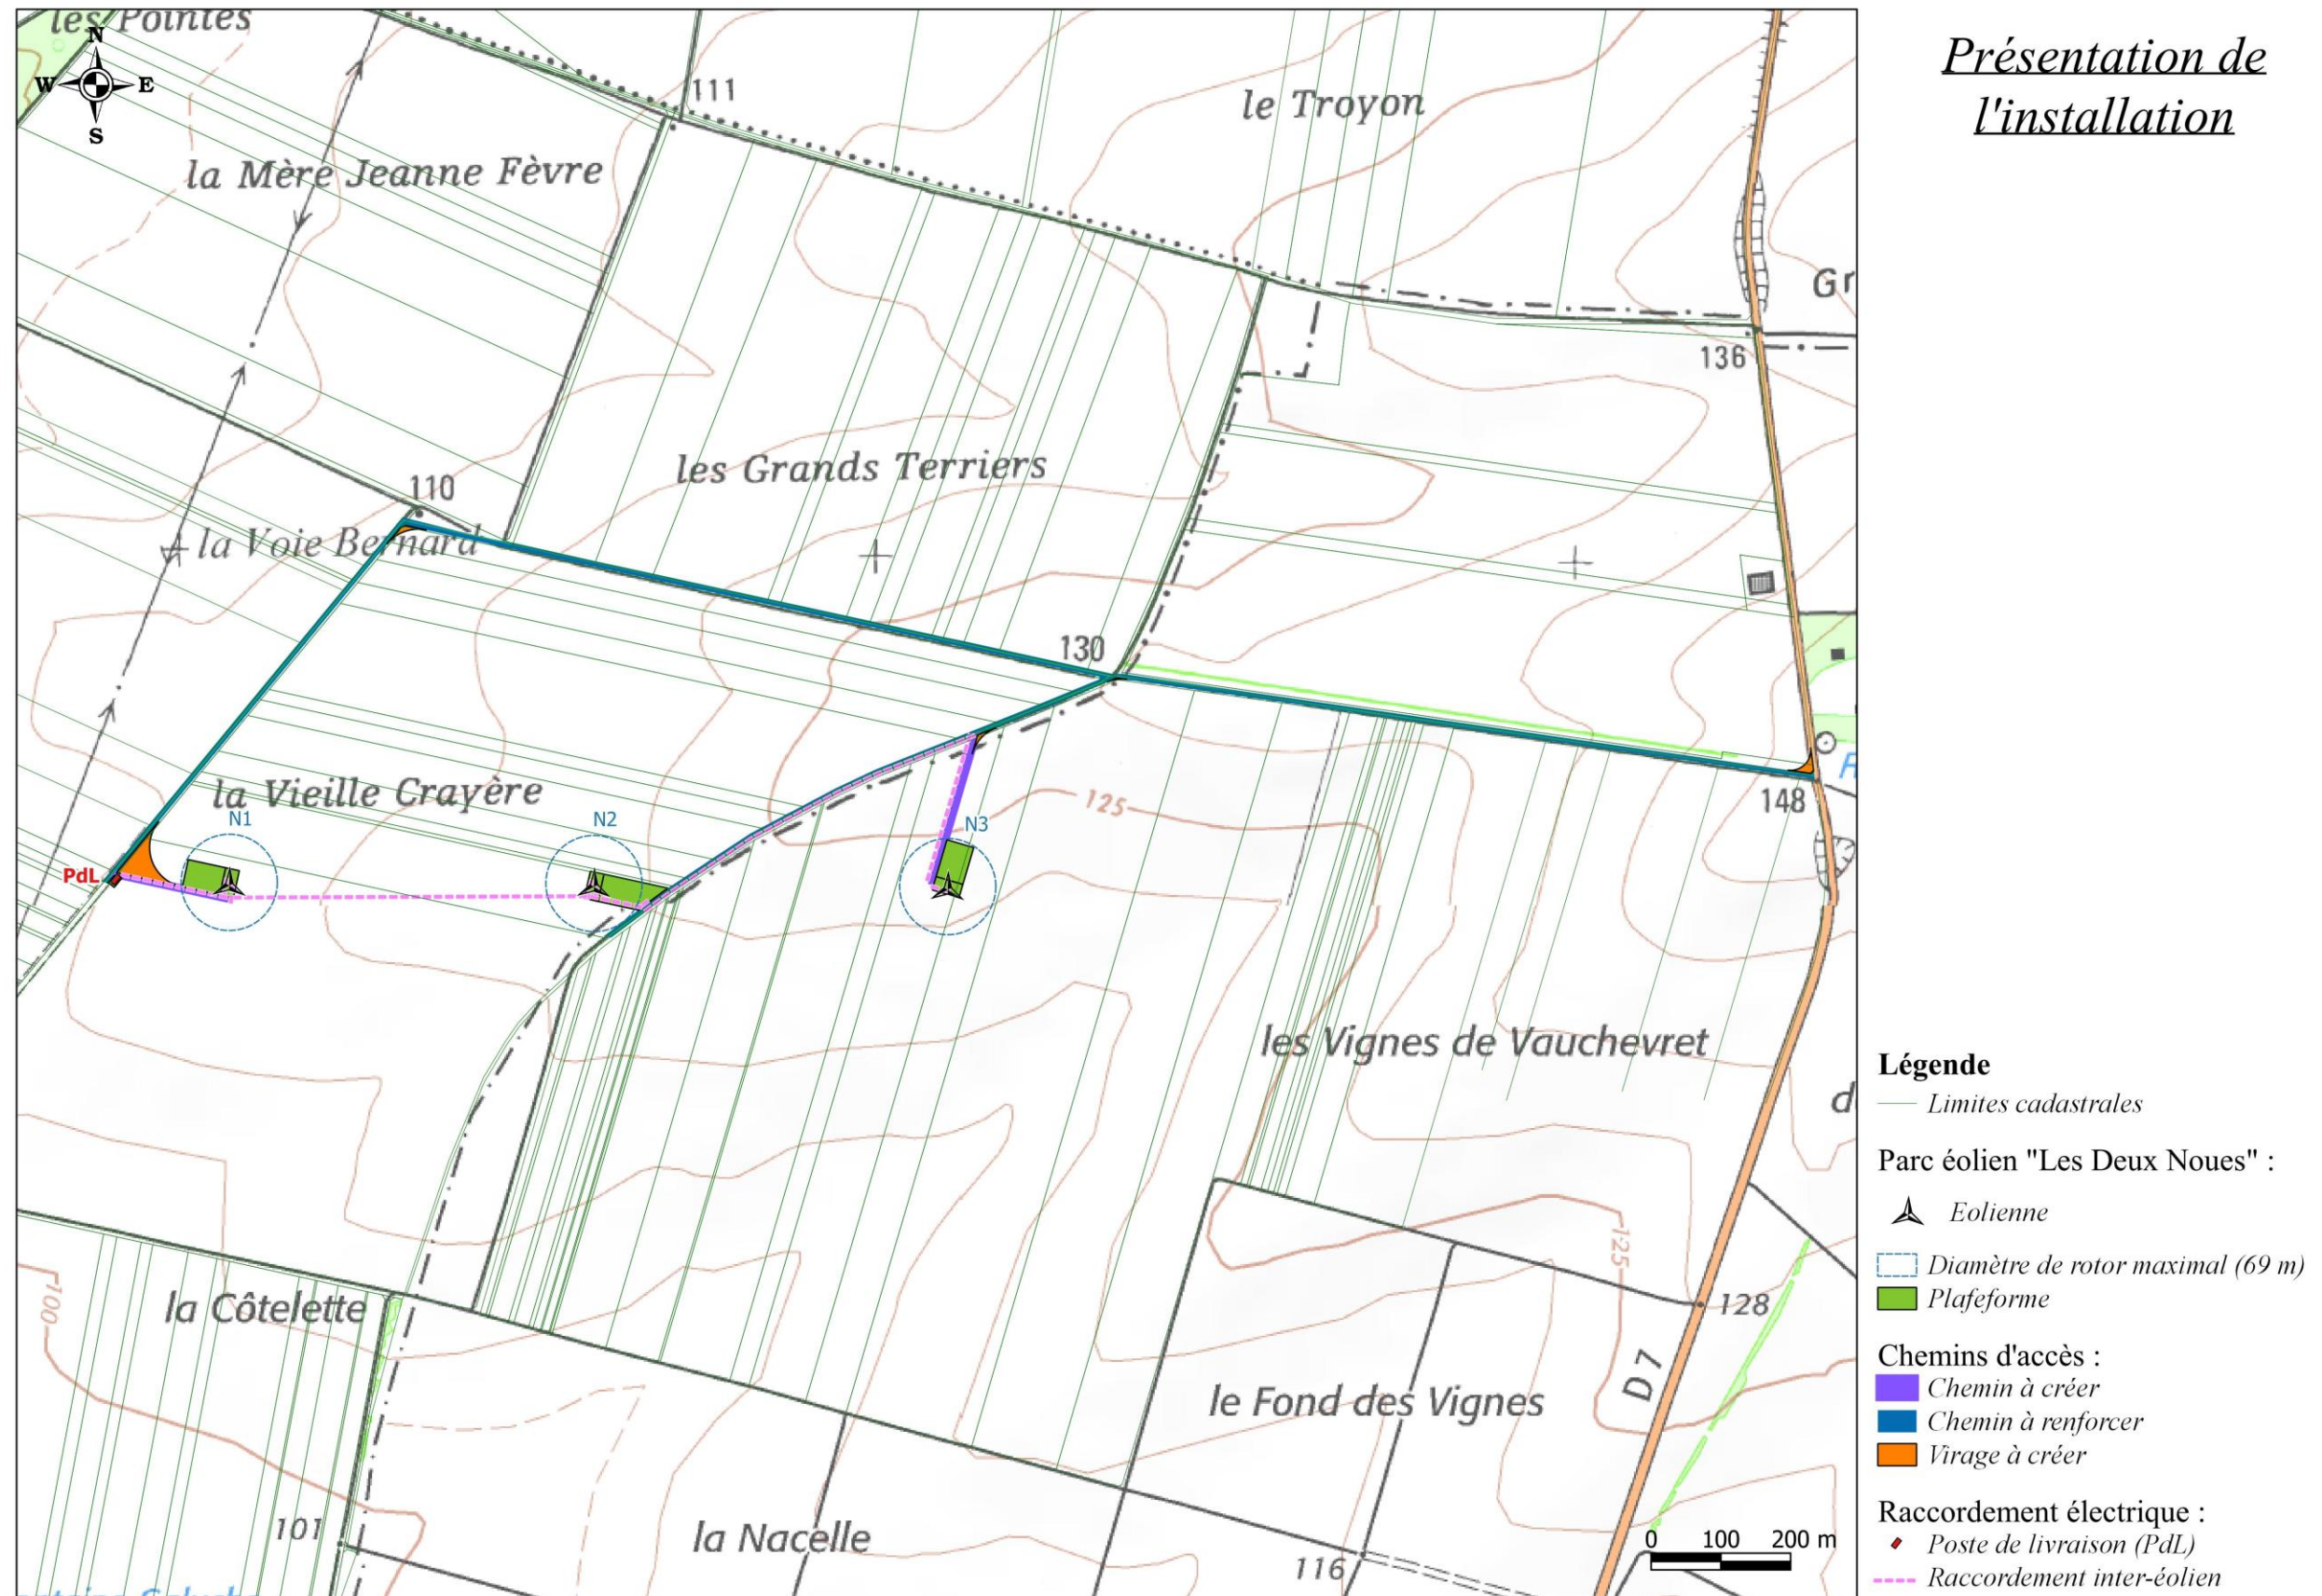 Présentation de
l'installation
les Pointes
N
W E
S
111
le Troyon
la Mère Jeanne Fèvre
Gr
136
les Grands Terriers
110
la Voie Bernard
130
la Vieille Crayère
125
148
N1
N2
N3
PdL
les Vignes de Vauchevret
d
125
100
la Côtelette
128
D 7
le Fond des Vignes
101
la Nacelle
116
0 100 200 m
Légende
Limites cadastrales
Parc éolien "Les Deux Noues" :
Eolienne
Diamètre de rotor maximal (69 m)
Plafeforme
Chemins d'accès :
Chemin à créer
Chemin à renforcer
Virage à créer
Raccordement électrique :
Poste de livraison (PdL)
Raccordement inter-éolien